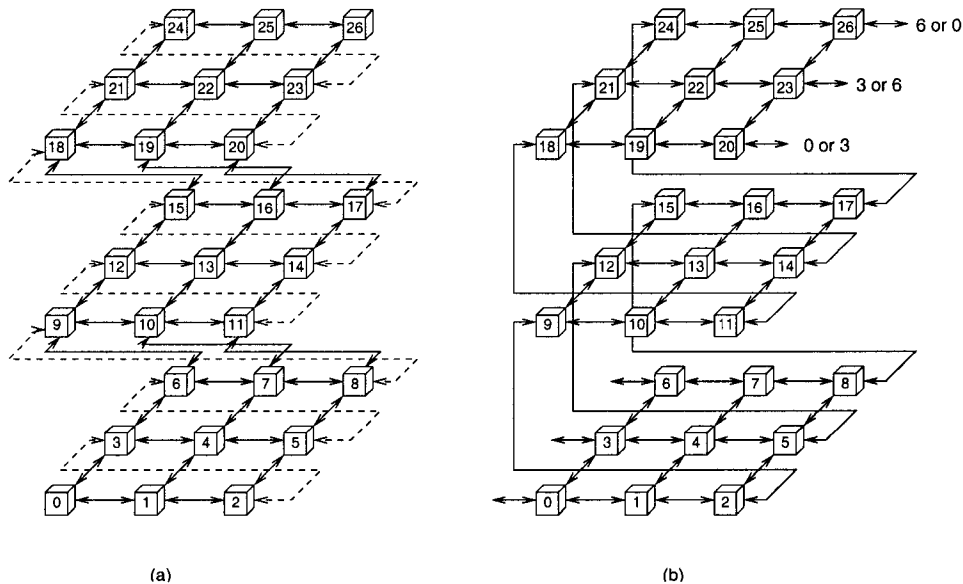 24 25 26 24 25 26 6 or 0
21 22 23 21 22 23 3 or 6
18 19 20 18 19 20 0 or 3
15 16 17 15 16 17
12 13 14 12 13 14
9 10 11 9 10 11
6 7 8 6 7 8
3 4 5 3 4 5
0 1 2 0 1 2
(a) (b)